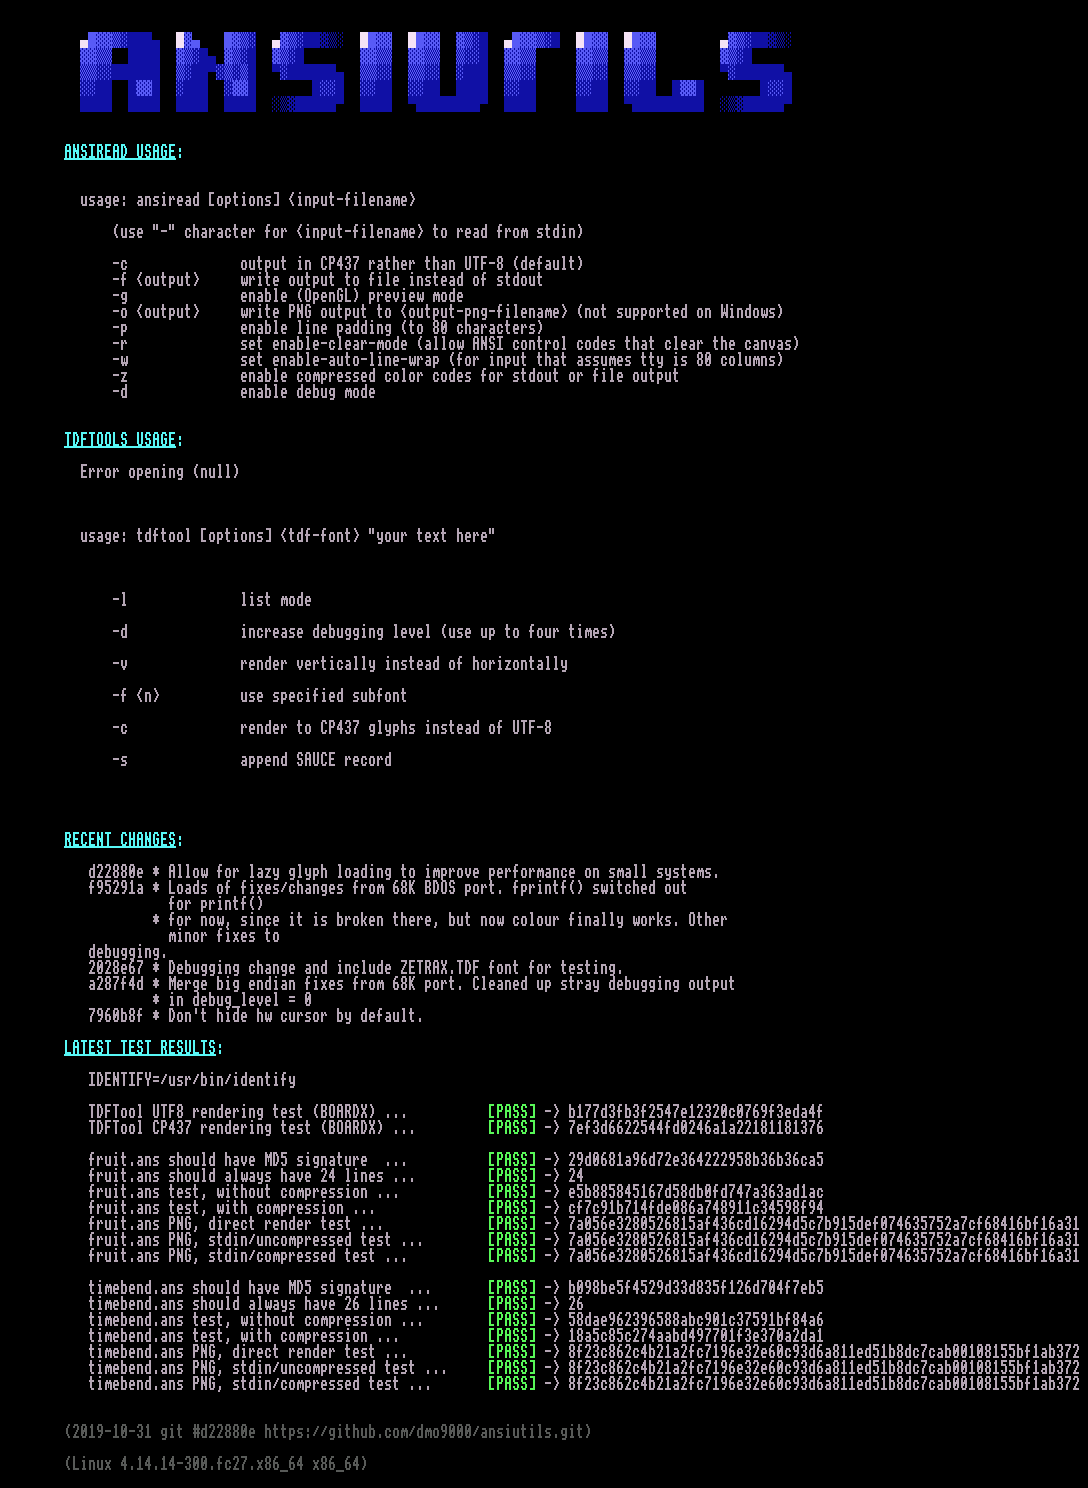 ANSIUTILS
ANSIREAD USAGE:
usage: ansiread [options] <input-filename>
(use "-" character for <input-filename> to read from stdin)
-c output in CP437 rather than UTF-8 (default)
-f <output> write output to file instead of stdout
-g enable (OpenGL) preview mode
-o <output> write PNG output to <output-png-filename> (not supported on Windows)
-p enable line padding (to 80 characters)
-r set enable-clear-mode (allow ANSI control codes that clear the canvas)
-w set enable-auto-line-wrap (for input that assumes tty is 80 columns)
-z enable compressed color codes for stdout or file output
-d enable debug mode
TDFTOOLS USAGE:
Error opening (null)
usage: tdftool [options] <tdf-font> "your text here"
-l list mode
-d increase debugging level (use up to four times)
-v render vertically instead of horizontally
-f <n> use specified subfont
-c render to CP437 glyphs instead of UTF-8
-s append SAUCE record
RECENT CHANGES:
d22880e * Allow for lazy glyph loading to improve performance on small systems.
f95291a * Loads of fixes/changes from 68K BDOS port. fprintf() switched out
for printf()
* for now, since it is broken there, but now colour finally works. Other
minor fixes to
debugging.
2028e67 * Debugging change and include ZETRAX.TDF font for testing.
a287f4d * Merge big endian fixes from 68K port. Cleaned up stray debugging output
* in debug_level = 0
7960b8f * Don't hide hw cursor by default.
LATEST TEST RESULTS:
IDENTIFY=/usr/bin/identify
TDFTool UTF8 rendering test (BOARDX) ... [PASS] -> b177d3fb3f2547e12320c0769f3eda4f
TDFTool CP437 rendering test (BOARDX) ... [PASS] -> 7ef3d6622544fd0246a1a22181181376
fruit.ans should have MD5 signature ... [PASS] -> 29d0681a96d72e364222958b36b36ca5
fruit.ans should always have 24 lines ... [PASS] -> 24
fruit.ans test, without compression ... [PASS] -> e5b885845167d58db0fd747a363ad1ac
fruit.ans test, with compression ... [PASS] -> cf7c91b714fde086a748911c34598f94
fruit.ans PNG, direct render test ... [PASS] -> 7a056e3280526815af436cd16294d5c7b915def074635752a7cf68416bf16a31
fruit.ans PNG, stdin/uncompressed test ... [PASS] -> 7a056e3280526815af436cd16294d5c7b915def074635752a7cf68416bf16a31
fruit.ans PNG, stdin/compressed test ... [PASS] -> 7a056e3280526815af436cd16294d5c7b915def074635752a7cf68416bf16a31
timebend.ans should have MD5 signature ... [PASS] -> b098be5f4529d33d835f126d704f7eb5
timebend.ans should always have 26 lines ... [PASS] -> 26
timebend.ans test, without compression ... [PASS] -> 58dae962396588abc901c37591bf84a6
timebend.ans test, with compression ... [PASS] -> 18a5c85c274aabd497701f3e370a2da1
timebend.ans PNG, direct render test ... [PASS] -> 8f23c862c4b21a2fc7196e32e60c93d6a811ed51b8dc7cab00108155bf1ab372
timebend.ans PNG, stdin/uncompressed test ... [PASS] -> 8f23c862c4b21a2fc7196e32e60c93d6a811ed51b8dc7cab00108155bf1ab372
timebend.ans PNG, stdin/compressed test ... [PASS] -> 8f23c862c4b21a2fc7196e32e60c93d6a811ed51b8dc7cab00108155bf1ab372
(2019-10-31 git #d22880e https://github.com/dmo9000/ansiutils.git)
(Linux 4.14.14-300.fc27.x86_64 x86_64)